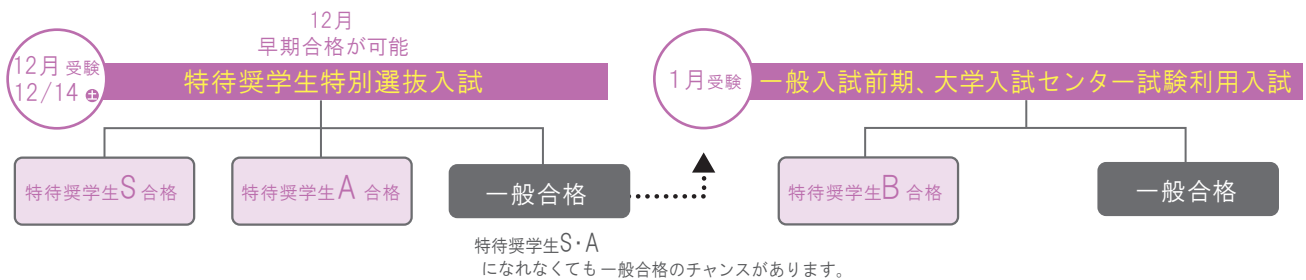 12月
早期合格が可能
12月 受験
12/14 土
特待奨学生特別選抜入試
1月受験
一般入試前期、大学入試センター試験利用入試
特待奨学生S 合格
特待奨学生A 合格
一般合格
特待奨学生B 合格
一般合格
特待奨学生S・A
になれなくても一般合格のチャンスがあります。